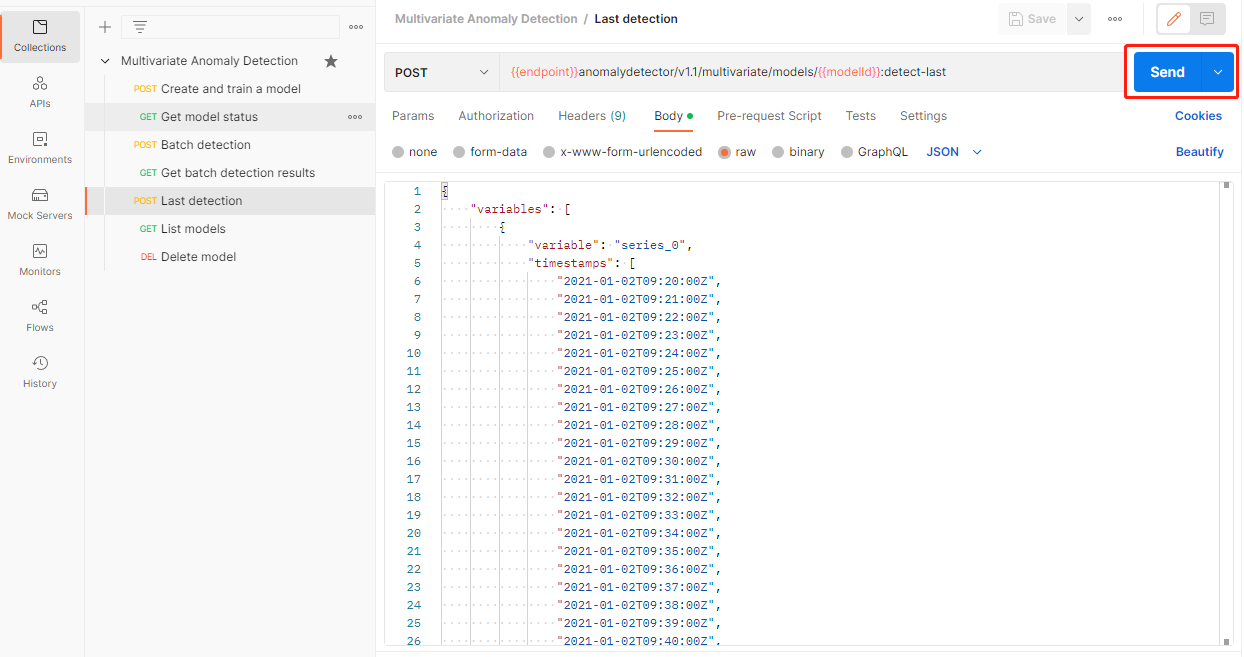 Collections
APIs
Environments
Mock Servers
Monitors
Flows
History
Multivariate Anomaly Detection
POST Create and train a model
GET Get model status
POST Batch detection
GET Get batch detection results
POST Last detection
GET List models
DEL Delete model
Multivariate Anomaly Detection / Last detection
Save
POST {{endpoint}}anomalydetector/v1.1/multivariate/models/{{modelId}}:detect-last Send
Params Authorization Headers (9) Body Pre-request Script Tests Settings Cookies
none form-data x-www-form-urlencoded raw binary GraphQL JSON Beautify
1 {
2 "variables": [
3 {
4 "variable": "series_0",
5 "timestamps": [
6 "2021-01-02T09:20:00Z",
7 "2021-01-02T09:21:00Z",
8 "2021-01-02T09:22:00Z",
9 "2021-01-02T09:23:00Z",
10 "2021-01-02T09:24:00Z",
11 "2021-01-02T09:25:00Z",
12 "2021-01-02T09:26:00Z",
13 "2021-01-02T09:27:00Z",
14 "2021-01-02T09:28:00Z",
15 "2021-01-02T09:29:00Z",
16 "2021-01-02T09:30:00Z",
17 "2021-01-02T09:31:00Z",
18 "2021-01-02T09:32:00Z",
19 "2021-01-02T09:33:00Z",
20 "2021-01-02T09:34:00Z",
21 "2021-01-02T09:35:00Z",
22 "2021-01-02T09:36:00Z",
23 "2021-01-02T09:37:00Z",
24 "2021-01-02T09:38:00Z",
25 "2021-01-02T09:39:00Z",
26 "2021-01-02T09:40:00Z",